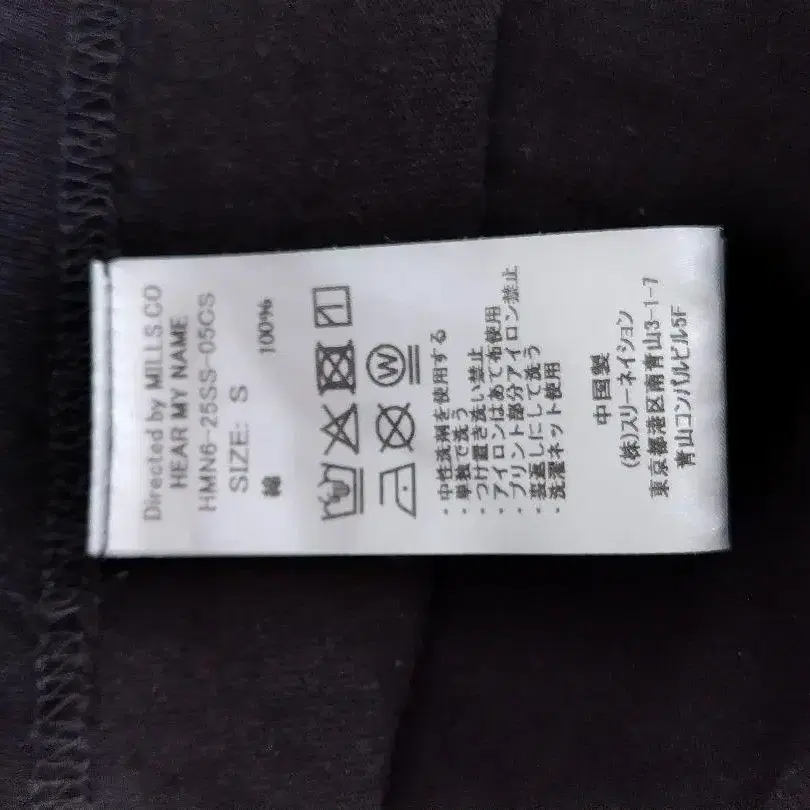 Directed by MILLS.CO
HEAR MY NAME
HMN6-25SS-05CS
SIZE: S
綿 100%
W
・中性洗剤を使用する
・単独で洗う
・つけ置き洗い禁止
・アイロンはあて布使用
・プリント部分アイロン禁止
・裏返しにして洗う
・洗濯ネット使用
中国製
(株)スリーネイション
東京都港区南青山3-1-7
青山コンパルビル5F